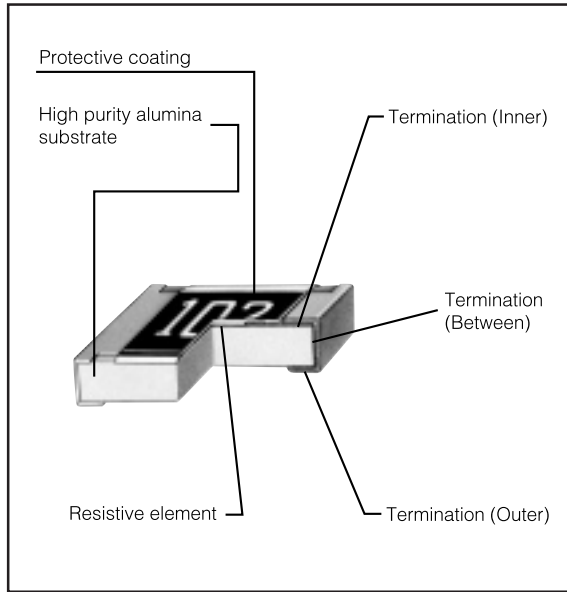 Protective coating
High purity alumina
substrate
Termination (Inner)
102
Termination
(Between)
Resistive element
Termination (Outer)